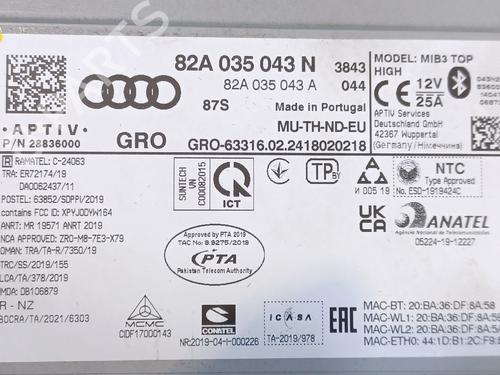 82A 035 043 N 3843
82A 035 043 A 044
87S Made in Portugal
MU-TH-ND-EU
APTIV
P/N 28836000
GRO GRO-63316.02.2418020218
MODEL: MIB3 TOP
HIGH
12V
25A
APTIV Services
Deutschland GmbH
42367 Wuppertal
(Germany/Німеччина)
R RAMATEL: C-24063
TRA: ER72174/19
DA0062437/11
POSTEL: 63852/SDPPI/2019
contains FCC ID: XPYJODYW164
ANRT: MR 19571 ANRT 2019
NCA APPROVED: ZRO-M8-7E3-X79
OMAN: TRA/TA-R/7350/19
TRC/SS/2019/155
LCA/TA/378/2019
MDA: DB106879
R - NZ
BOCRA/TA/2021/6303
SUNTECH VN
C00082015
ICT
TP BY
И 005 19
NTC
Type Approved
No.: ESD-1919424C
UK
CA
ANATEL
Agência Nacional de Telecomunicações
05224-19-12227
Approved by PTA 2019
TAC No: 9.9275/2019
PTA
Pakistan Telecom Authority
MCMC
CIDF17000143
CONATEL
NR:2019-04-I-000226
ICASA
TA-2019/978
EAC
MAC-BT: 20:BA:36:DF:8A:58
MAC-WL1: 20:BA:36:DF:8A:59
MAC-WL2: 20:BA:36:DF:8A
MAC-ETH0: 44:1D:B1:2C:F9: